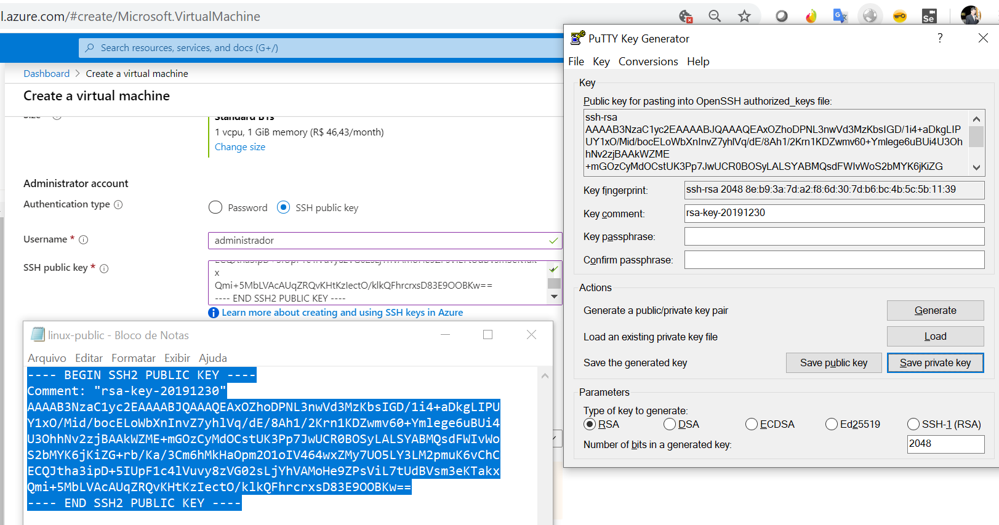 l.azure.com/#create/Microsoft.VirtualMachine
Search resources, services, and docs (G+/)
Dashboard > Create a virtual machine
Create a virtual machine
Size
Standard B1s
1 vcpu, 1 GiB memory (R$ 46,43/month)
Change size
Administrator account
Authentication type
Password
SSH public key
Username *
administrador
SSH public key *
x
Qmi+5MbLVAcAUqZRQvKHtKzIectO/klkQFhrcrxsD83E9OOBKw==
---- END SSH2 PUBLIC KEY ----
Learn more about creating and using SSH keys in Azure
linux-public - Bloco de Notas
Arquivo Editar Formatar Exibir Ajuda
---- BEGIN SSH2 PUBLIC KEY ----
Comment: "rsa-key-20191230"
AAAAB3NzaC1yc2EAAAABJQAAAQEAxOZhoDPNL3nwVd3MzKbsIGD/1i4+aDkgLIPU
Y1xO/Mid/bocELoWbXnInvZ7yhlVq/dE/8Ah1/2Krn1KDZwmv60+Ymlege6uBUi4
U3OhhNv2zjBAAkWZME+mGOzCyMdOCstUK3Pp7JwUCR0BOSyLALSYABMQsdFWIvWo
S2bMYK6jKiZG+rb/Ka/3Cm6hMkHaOpm2O1oIV464wxZMy7UO5LY3LM2pmuK6vChC
ECQJtha3ipD+5IUpF1c4lVuvy8zVG02sLjYhVAMoHe9ZPsViL7tUdBVsm3eKTakx
Qmi+5MbLVAcAUqZRQvKHtKzIectO/klkQFhrcrxsD83E9OOBKw==
---- END SSH2 PUBLIC KEY ----
Se
PuTTY Key Generator
?
File Key Conversions Help
Key
Public key for pasting into OpenSSH authorized_keys file:
ssh-rsa
AAAAB3NzaC1yc2EAAAABJQAAAQEAxOZhoDPNL3nwVd3MzKbsIGD/1i4+aDkgLIP
UY1xO/Mid/bocELoWbXnInvZ7yhlVq/dE/8Ah1/2Krn1KDZwmv60+Ymlege6uBUi4U3Oh
hNv2zjBAAkWZME
+mGOzCyMdOCstUK3Pp7JwUCR0BOSyLALSYABMQsdFWIvWoS2bMYK6jKiZG
Key fingerprint:
ssh-rsa 2048 8e:b9:3a:7d:a2:f8:6d:30:7d:b6:bc:4b:5c:5b:11:39
Key comment:
rsa-key-20191230
Key passphrase:
Confirm passphrase:
Actions
Generate a public/private key pair
Generate
Load an existing private key file
Load
Save the generated key
Save public key
Save private key
Parameters
Type of key to generate:
RSA
DSA
ECDSA
Ed25519
SSH-1 (RSA)
Number of bits in a generated key:
2048